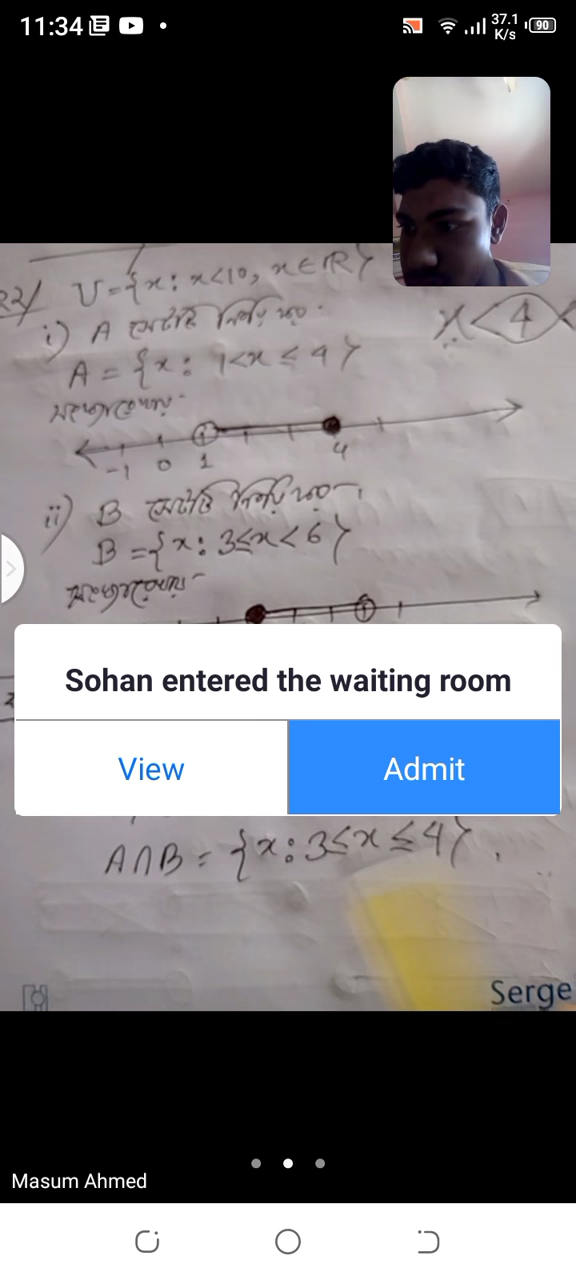 11:34
37.1
K/s
90
22/ U={x: x<10, x∈ℝ}
i) A সেটটি নির্ণয় কর.
x<4
A = {x: 1<x≤4}
সংখ্যারেখায়-
-1 0 1 4
ii) B সেটটি নির্ণয় কর-
B={x: 3≤x<6}
সংখ্যারেখায়-
Sohan entered the waiting room
View Admit
A∩B = {x: 3≤x≤4}.
Serge
Masum Ahmed